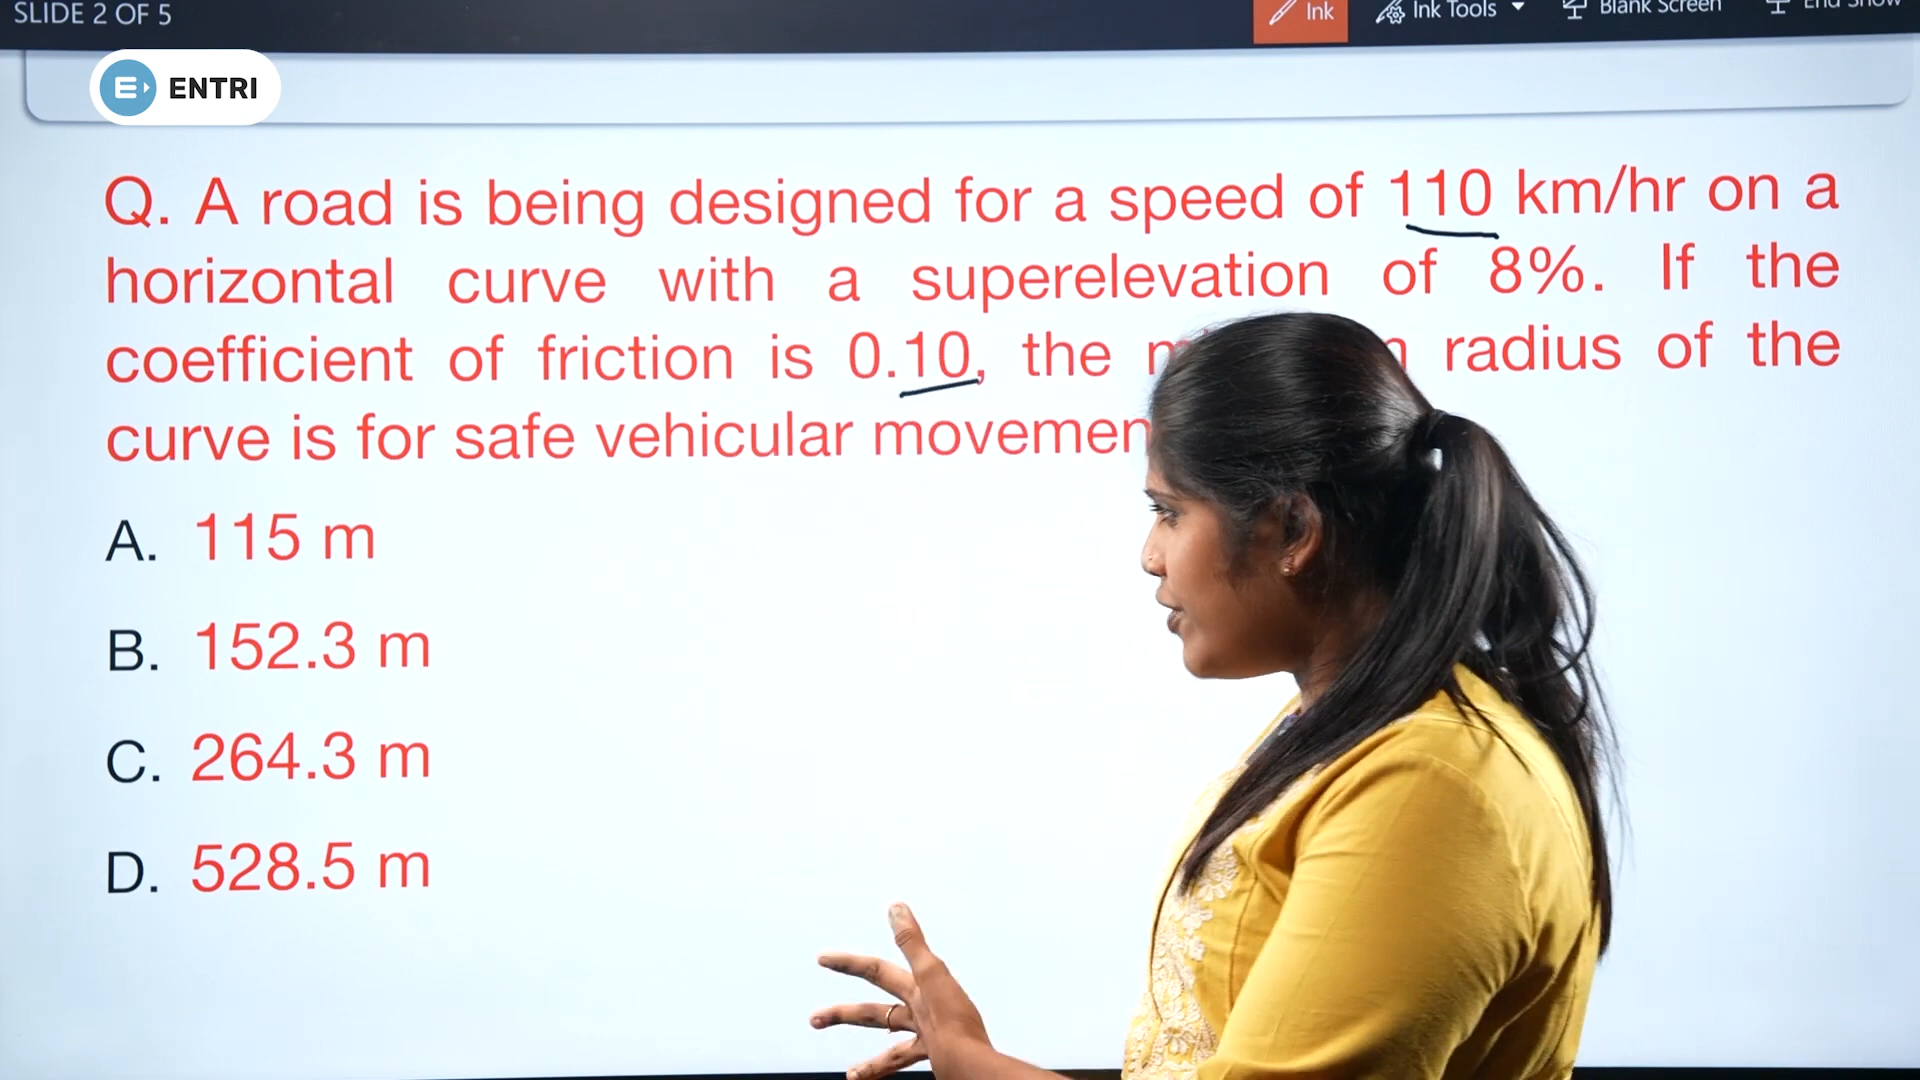 SLIDE 2 OF 5
Ink
Ink Tools
Blank Screen
End Show
ENTRI
Q. A road is being designed for a speed of 110 km/hr on a
horizontal curve with a superelevation of 8%. If the
coefficient of friction is 0.10, the radius of the
curve is for safe vehicular
A. 115 m
B. 152.3 m
C. 264.3 m
D. 528.5 m